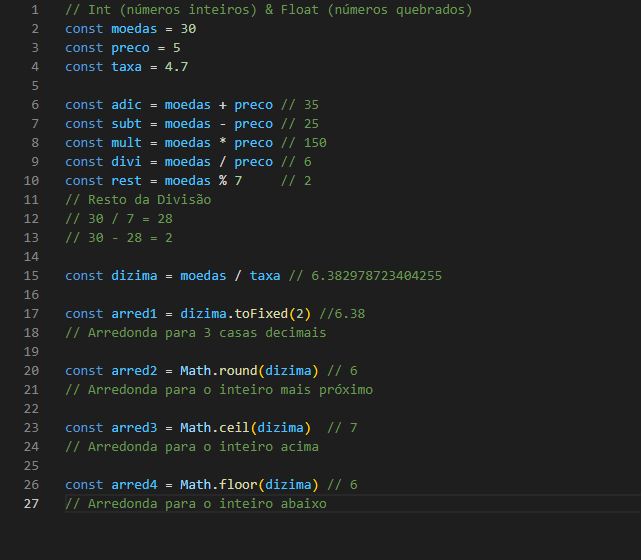 1 // Int (números inteiros) & Float (números quebrados)
2 const moedas = 30
3 const preco = 5
4 const taxa = 4.7
5
6 const adic = moedas + preco // 35
7 const subt = moedas - preco // 25
8 const mult = moedas * preco // 150
9 const divi = moedas / preco // 6
10 const rest = moedas % 7     // 2
11 // Resto da Divisão
12 // 30 / 7 = 28
13 // 30 - 28 = 2
14
15 const dizima = moedas / taxa // 6.382978723404255
16
17 const arred1 = dizima.toFixed(2) //6.38
18 // Arredonda para 3 casas decimais
19
20 const arred2 = Math.round(dizima) // 6
21 // Arredonda para o inteiro mais próximo
22
23 const arred3 = Math.ceil(dizima)  // 7
24 // Arredonda para o inteiro acima
25
26 const arred4 = Math.floor(dizima) // 6
27 // Arredonda para o inteiro abaixo